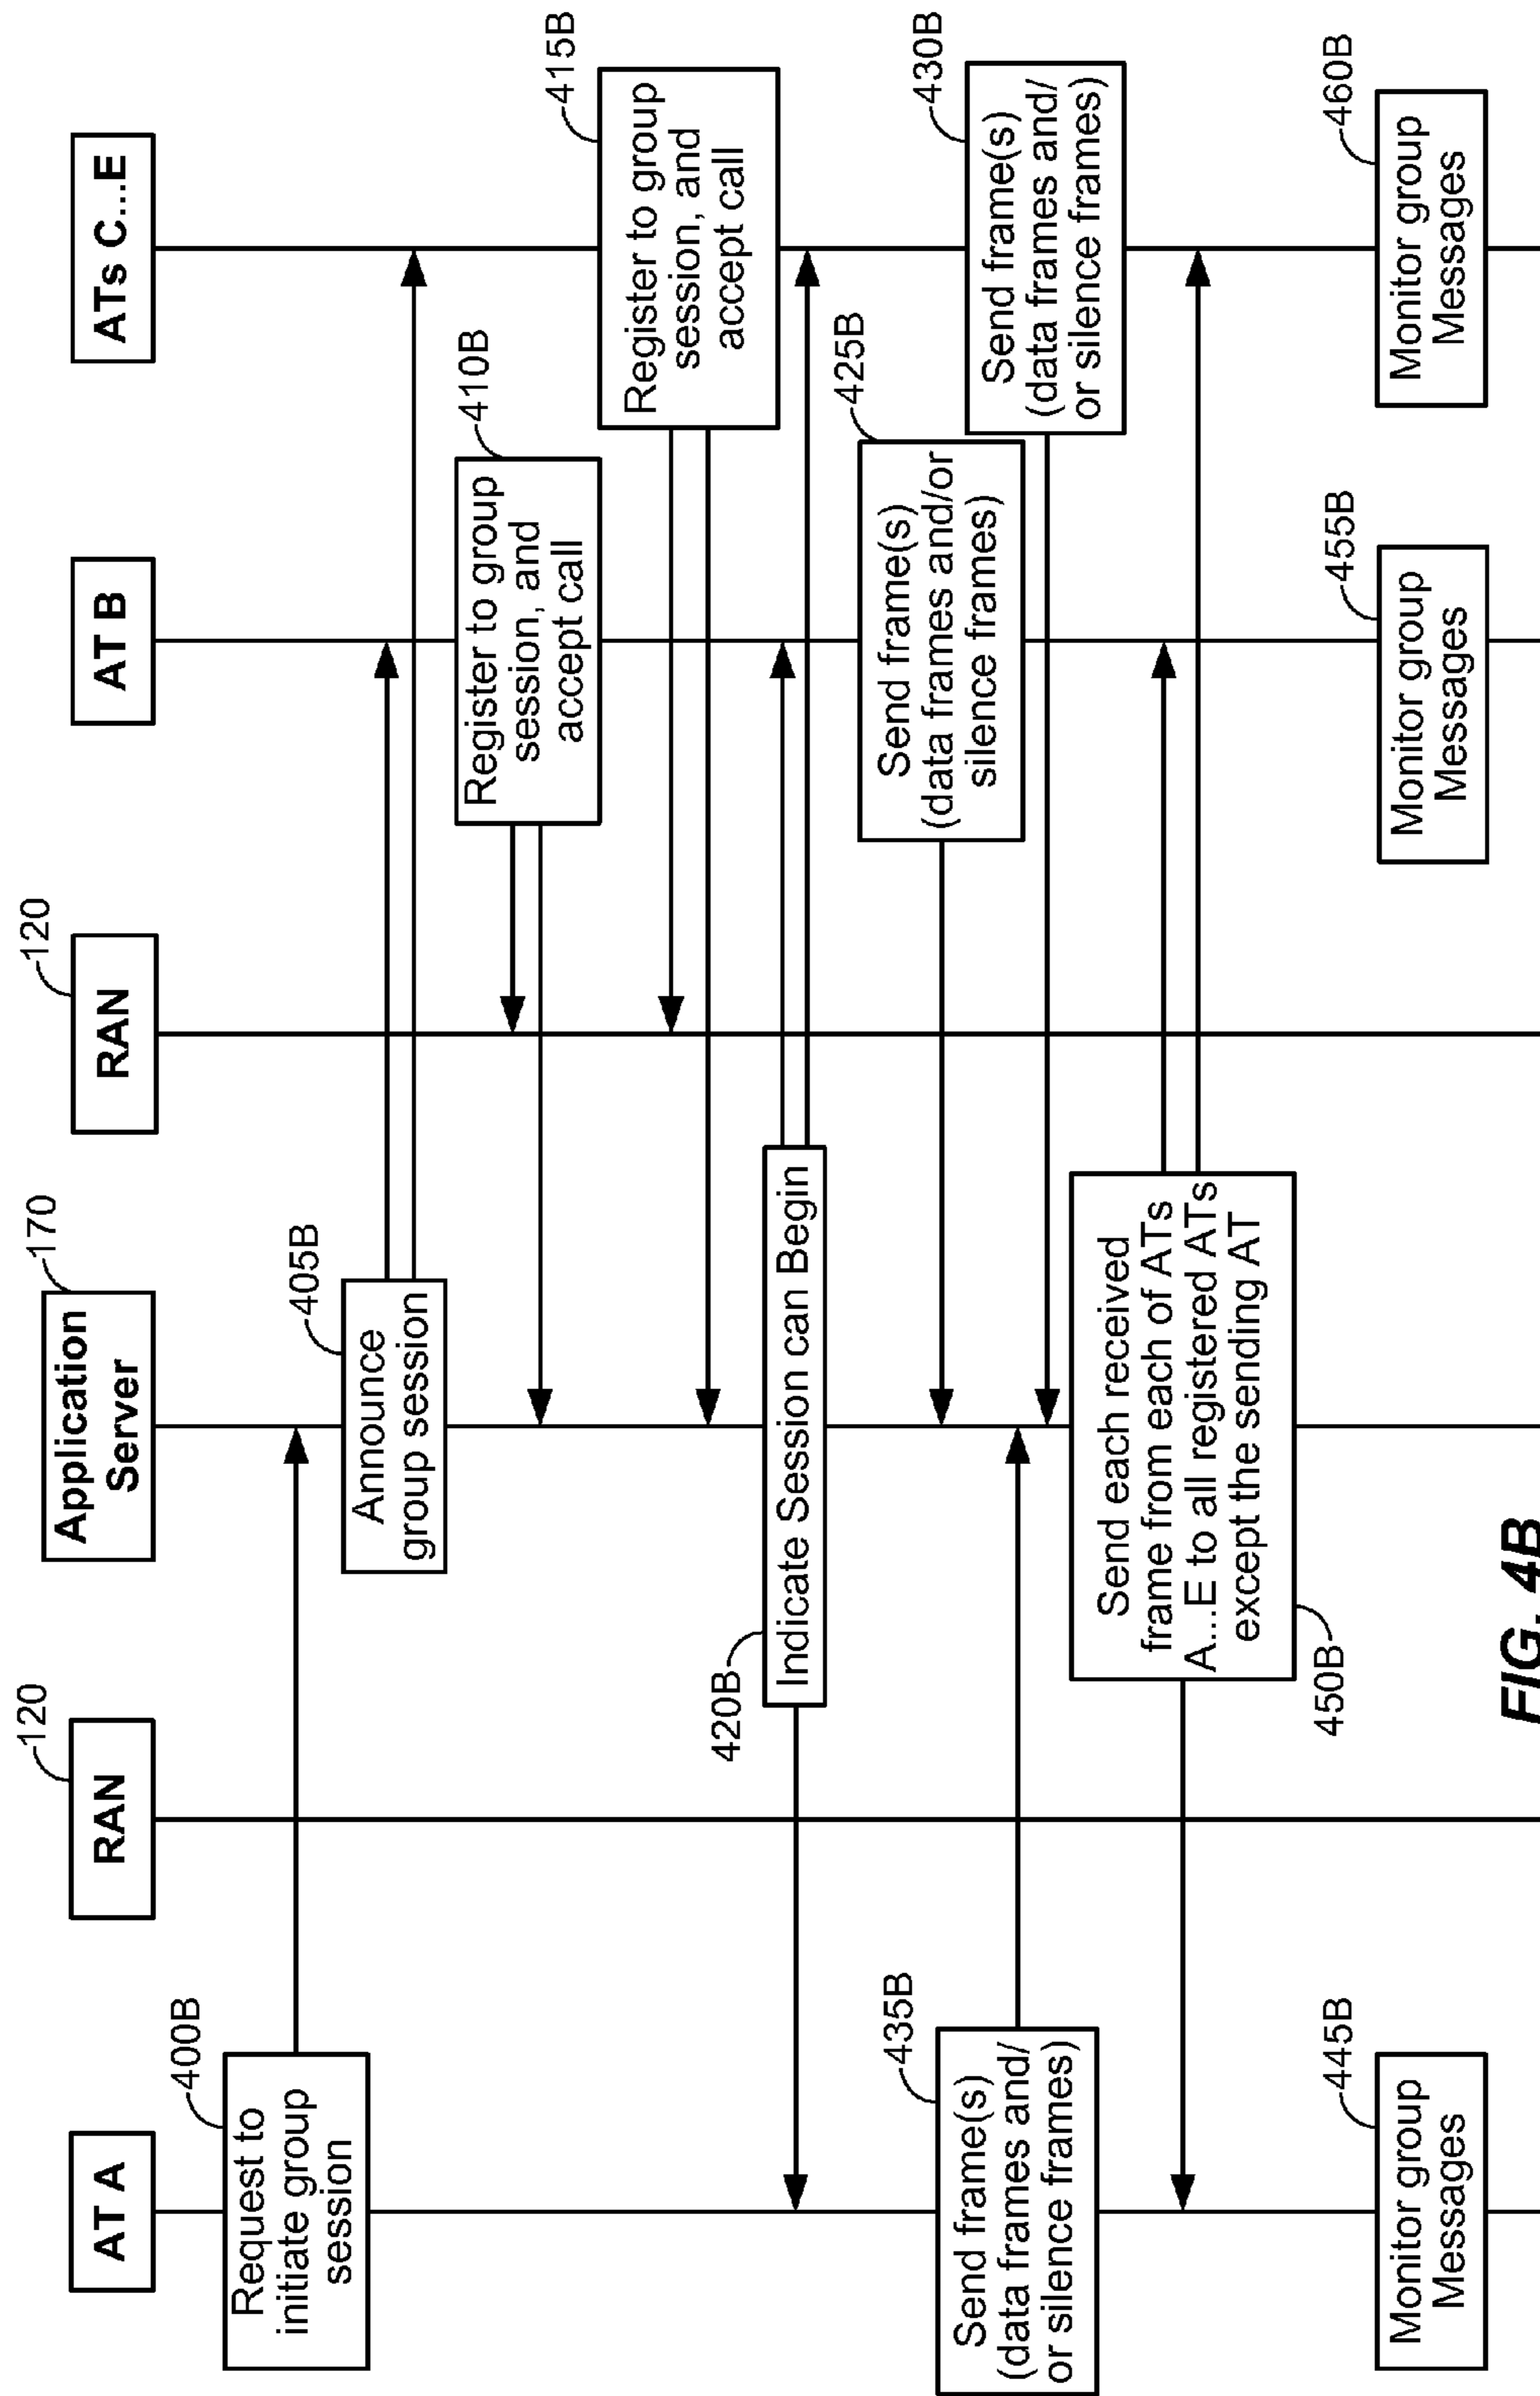 AT A
120
RAN
170
Application
Server
120
RAN
AT B
ATs C...E
400B
Request to
initiate group
session
405B
Announce
group session
410B
Register to group
session, and
accept call
415B
Register to group
session, and
accept call
420B
Indicate Session can Begin
425B
Send frame(s)
(data frames and/or
silence frames)
430B
Send frame(s)
(data frames and/
or silence frames)
435B
Send frame(s)
(data frames and/
or silence frames)
Send each received
frame from each of ATs
A...E to all registered ATs
except the sending AT
450B
445B
Monitor group
Messages
455B
Monitor group
Messages
460B
Monitor group
Messages
FIG. 4B